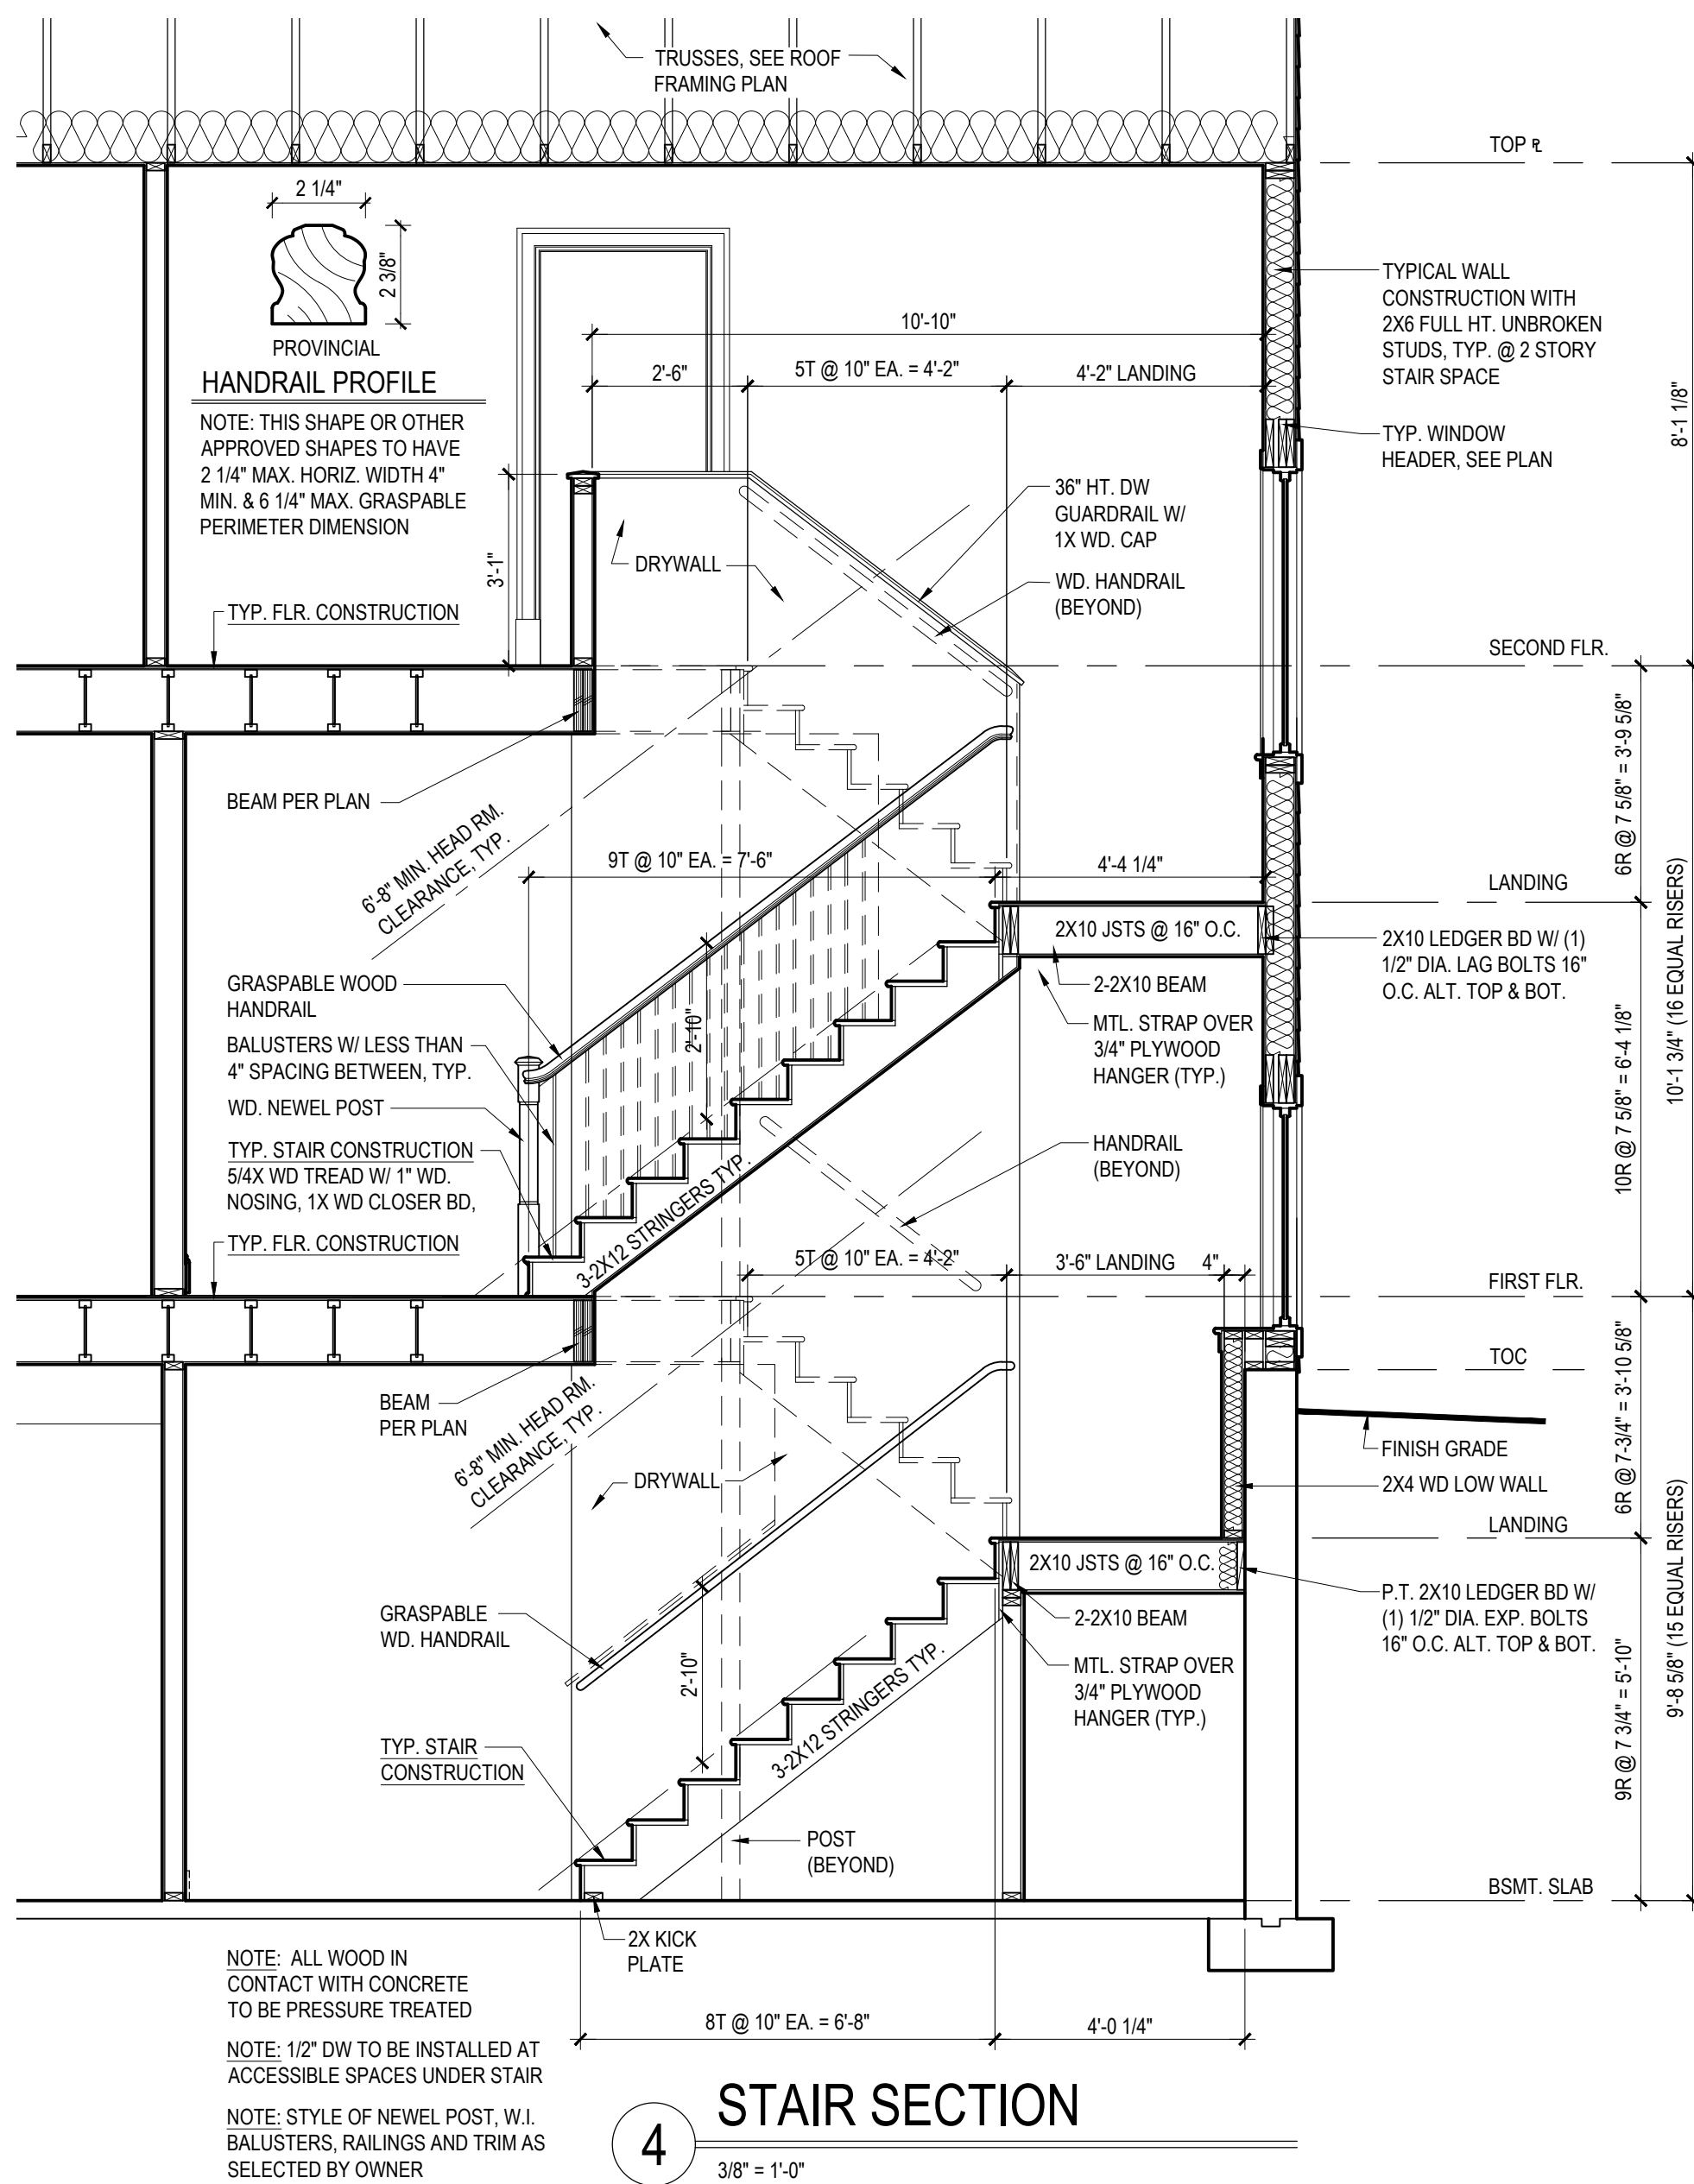 TRUSSES, SEE ROOF
FRAMING PLAN
TOP ⅊
2 1/4"
2 3/8"
PROVINCIAL
HANDRAIL PROFILE
NOTE: THIS SHAPE OR OTHER
APPROVED SHAPES TO HAVE
2 1/4" MAX. HORIZ. WIDTH 4"
MIN. & 6 1/4" MAX. GRASPABLE
PERIMETER DIMENSION
TYPICAL WALL
CONSTRUCTION WITH
2X6 FULL HT. UNBROKEN
STUDS, TYP. @ 2 STORY
STAIR SPACE
10'-10"
2'-6"
5T @ 10" EA. = 4'-2"
4'-2" LANDING
8'-1 1/8"
TYP. WINDOW
HEADER, SEE PLAN
36" HT. DW
GUARDRAIL W/
1X WD. CAP
3'-1"
DRYWALL
WD. HANDRAIL
(BEYOND)
TYP. FLR. CONSTRUCTION
SECOND FLR.
BEAM PER PLAN
6'-8" MIN. HEAD RM.
CLEARANCE, TYP.
6R @ 7 5/8" = 3'-9 5/8"
9T @ 10" EA. = 7'-6"
4'-4 1/4"
LANDING
10'-1 3/4" (16 EQUAL RISERS)
2X10 JSTS @ 16" O.C.
2X10 LEDGER BD W/ (1)
1/2" DIA. LAG BOLTS 16"
O.C. ALT. TOP & BOT.
GRASPABLE WOOD
HANDRAIL
2-2X10 BEAM
MTL. STRAP OVER
3/4" PLYWOOD
HANGER (TYP.)
2'-10"
BALUSTERS W/ LESS THAN
4" SPACING BETWEEN, TYP.
WD. NEWEL POST
10R @ 7 5/8" = 6'-4 1/8"
TYP. STAIR CONSTRUCTION
5/4X WD TREAD W/ 1" WD.
NOSING, 1X WD CLOSER BD,
HANDRAIL
(BEYOND)
3-2X12 STRINGERS TYP.
TYP. FLR. CONSTRUCTION
5T @ 10" EA. = 4'-2"
3'-6" LANDING
4"
FIRST FLR.
TOC
BEAM
PER PLAN
6'-8" MIN. HEAD RM.
CLEARANCE, TYP.
6R @ 7-3/4" = 3'-10 5/8"
FINISH GRADE
DRYWALL
2X4 WD LOW WALL
LANDING
9'-8 5/8" (15 EQUAL RISERS)
2X10 JSTS @ 16" O.C.
P.T. 2X10 LEDGER BD W/
(1) 1/2" DIA. EXP. BOLTS
16" O.C. ALT. TOP & BOT.
GRASPABLE
WD. HANDRAIL
2-2X10 BEAM
MTL. STRAP OVER
3/4" PLYWOOD
HANGER (TYP.)
2'-10"
3-2X12 STRINGERS TYP.
9R @ 7 3/4" = 5'-10"
TYP. STAIR
CONSTRUCTION
POST
(BEYOND)
BSMT. SLAB
2X KICK
PLATE
NOTE: ALL WOOD IN
CONTACT WITH CONCRETE
TO BE PRESSURE TREATED
8T @ 10" EA. = 6'-8"
4'-0 1/4"
NOTE: 1/2" DW TO BE INSTALLED AT
ACCESSIBLE SPACES UNDER STAIR
NOTE: STYLE OF NEWEL POST, W.I.
BALUSTERS, RAILINGS AND TRIM AS
SELECTED BY OWNER
4
STAIR SECTION
3/8" = 1'-0"